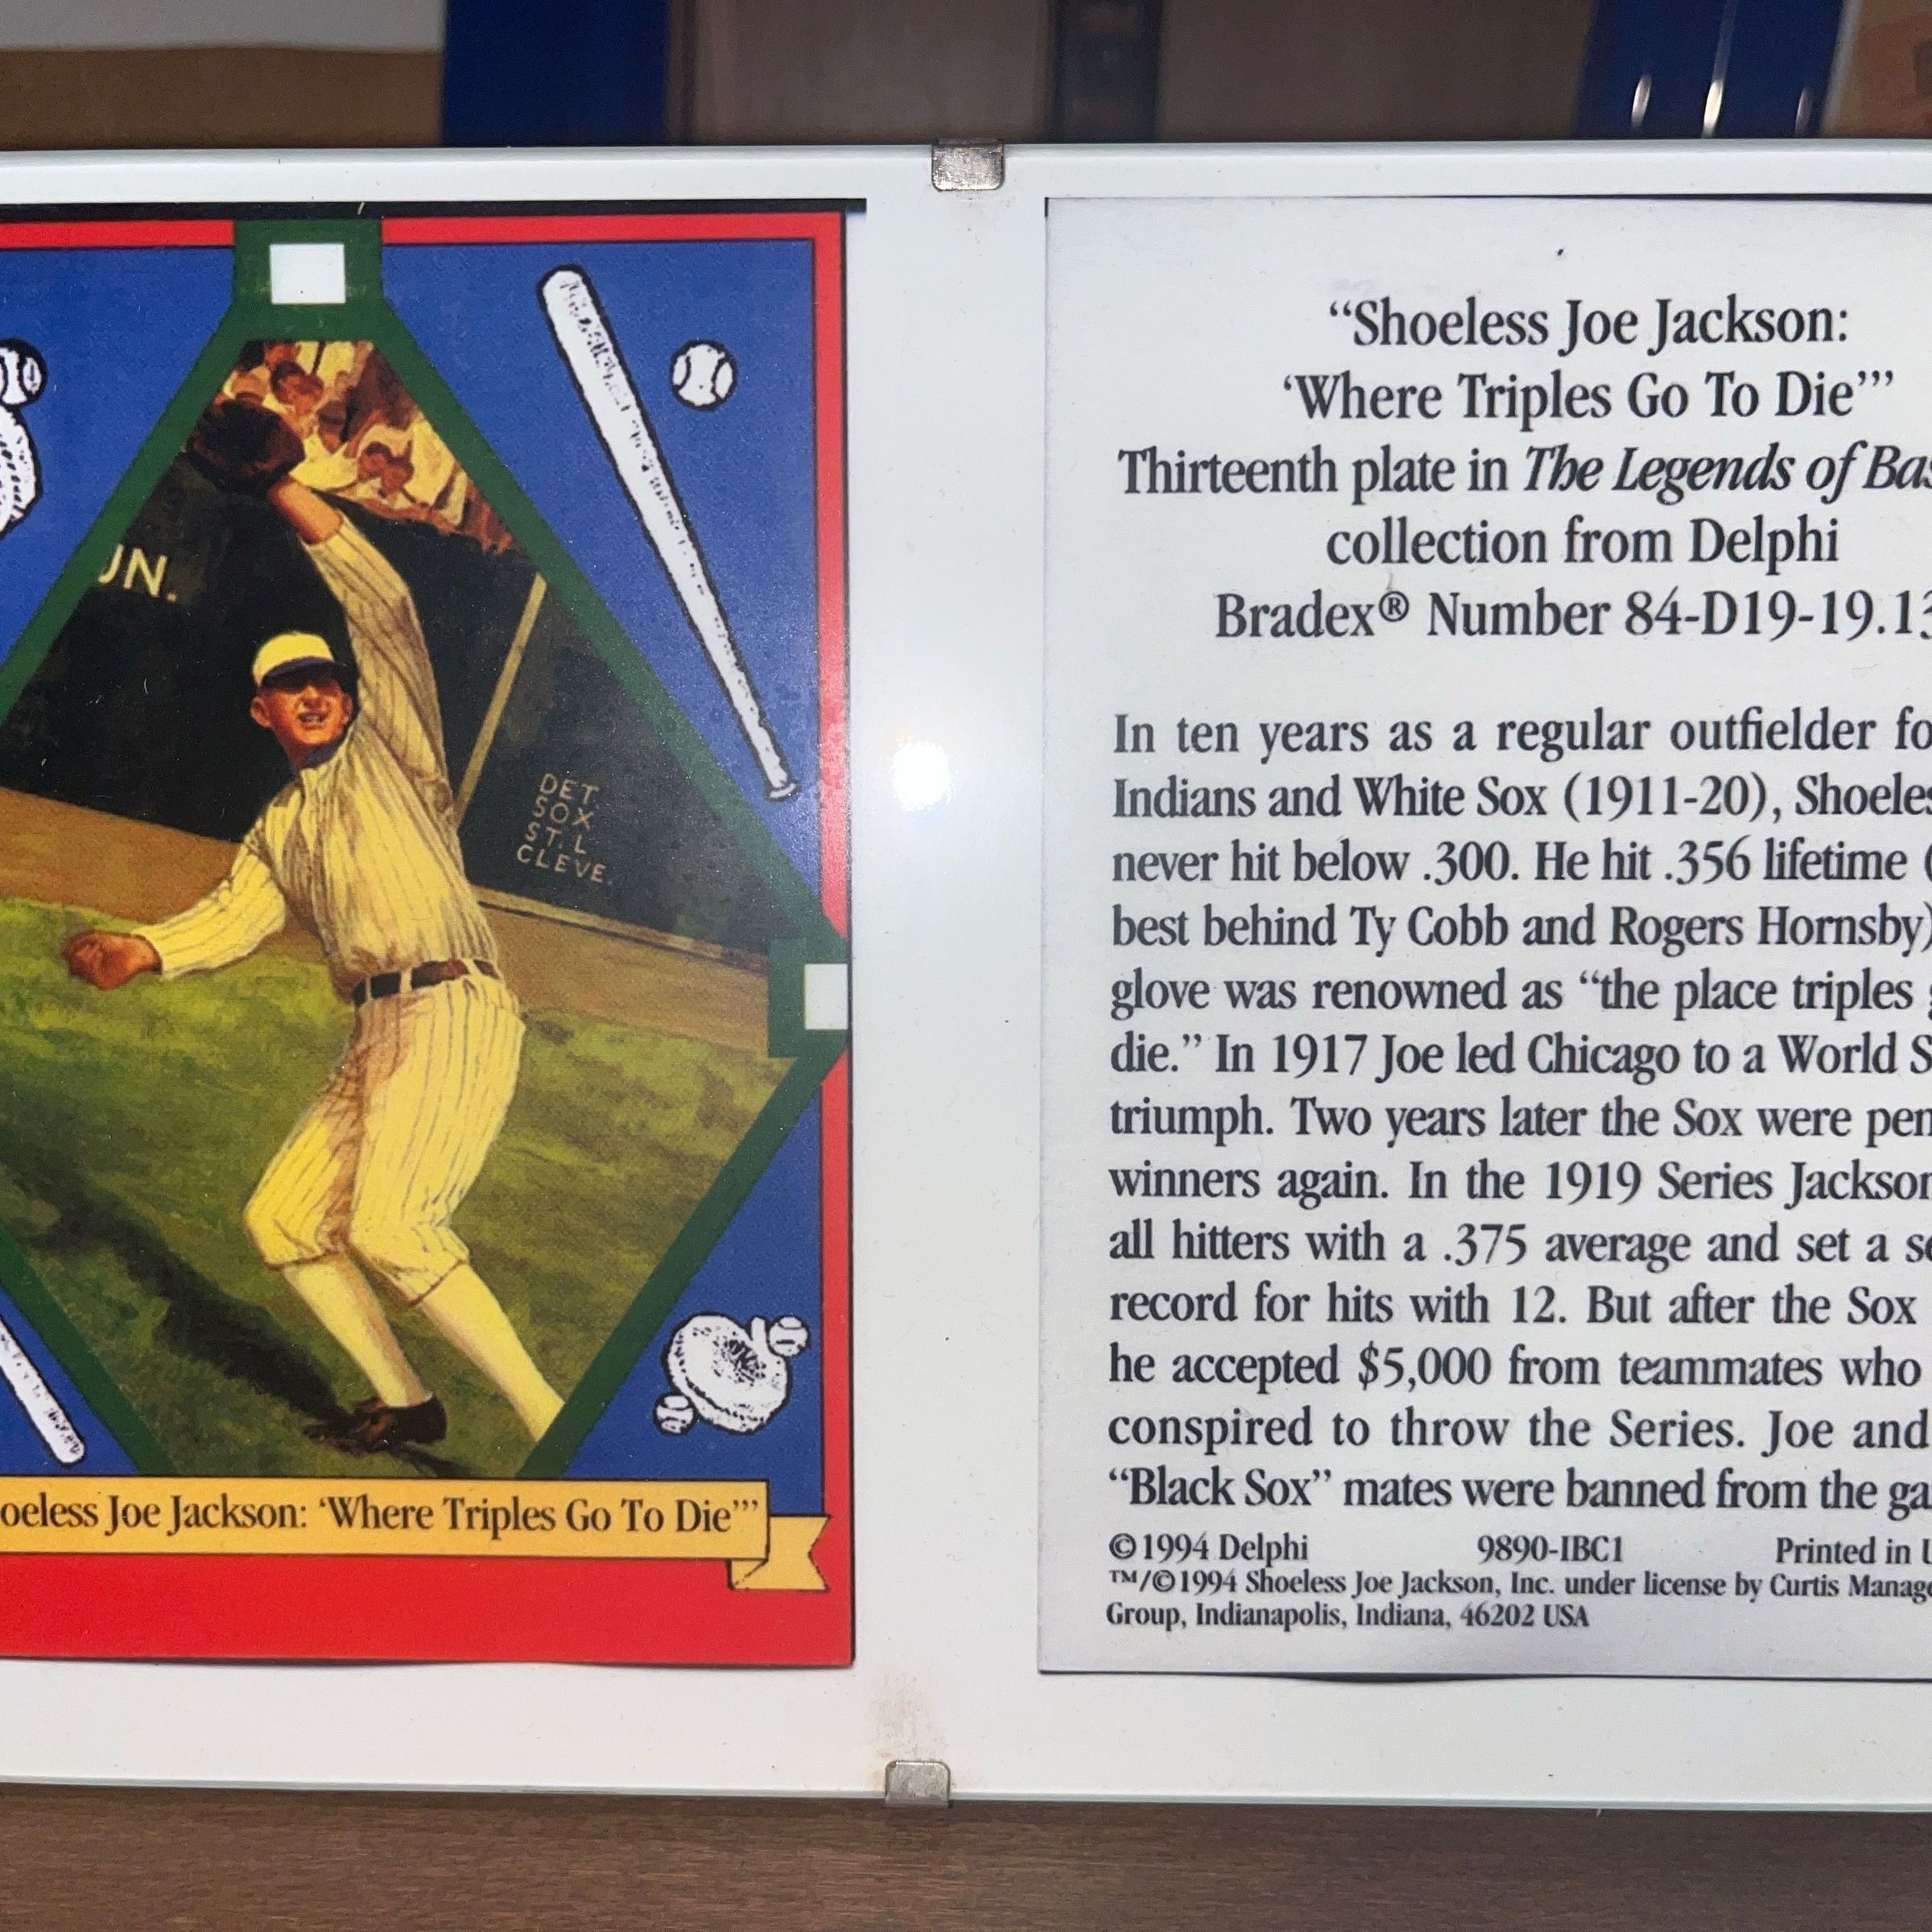 UN.
DET.
SOX
ST. L
CLEVE.
oeless Joe Jackson: ‘Where Triples Go To Die’”
“Shoeless Joe Jackson:
‘Where Triples Go To Die’”
Thirteenth plate in The Legends of Bas
collection from Delphi
Bradex® Number 84-D19-19.13
In ten years as a regular outfielder fo
Indians and White Sox (1911-20), Shoeles
never hit below .300. He hit .356 lifetime (
best behind Ty Cobb and Rogers Hornsby)
glove was renowned as “the place triples g
die.” In 1917 Joe led Chicago to a World S
triumph. Two years later the Sox were pen
winners again. In the 1919 Series Jackson
all hitters with a .375 average and set a se
record for hits with 12. But after the Sox
he accepted $5,000 from teammates who
conspired to throw the Series. Joe and
“Black Sox” mates were banned from the ga
©1994 Delphi 9890-IBC1 Printed in U
™/©1994 Shoeless Joe Jackson, Inc. under license by Curtis Manage
Group, Indianapolis, Indiana, 46202 USA